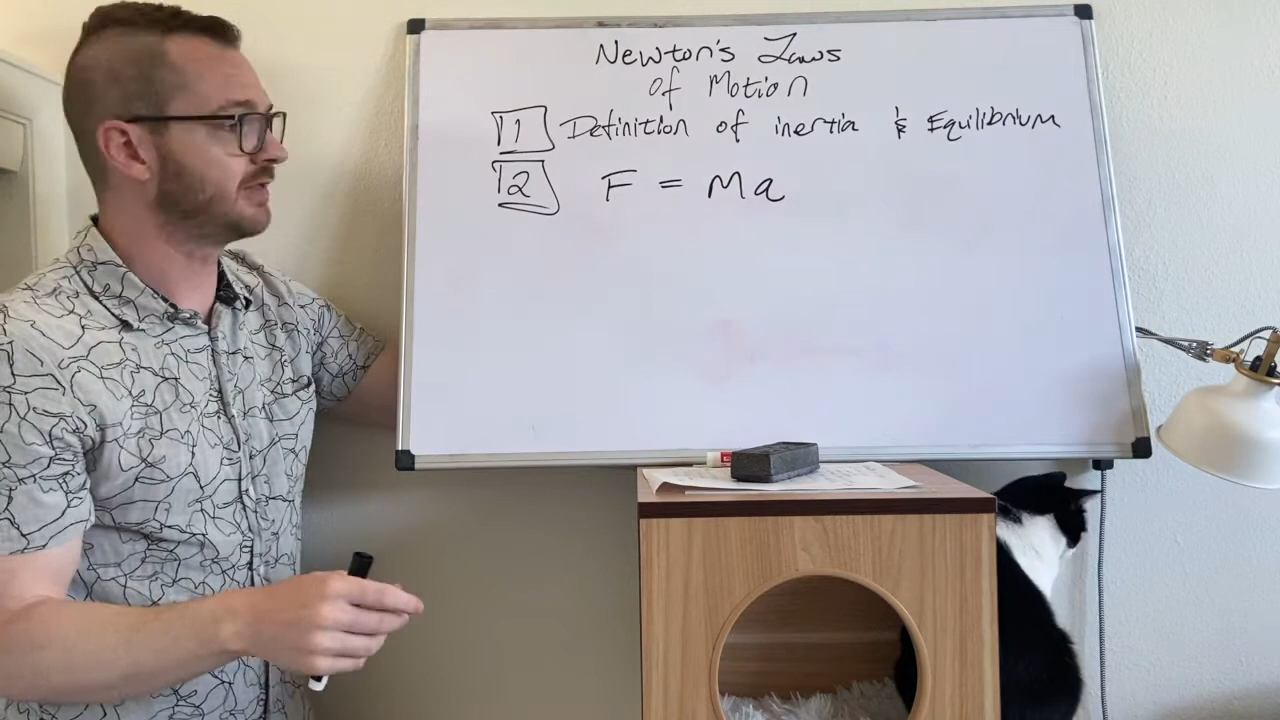 Newton's Laws
of Motion
1 Definition of inertia & Equilibrium
2 F = Ma